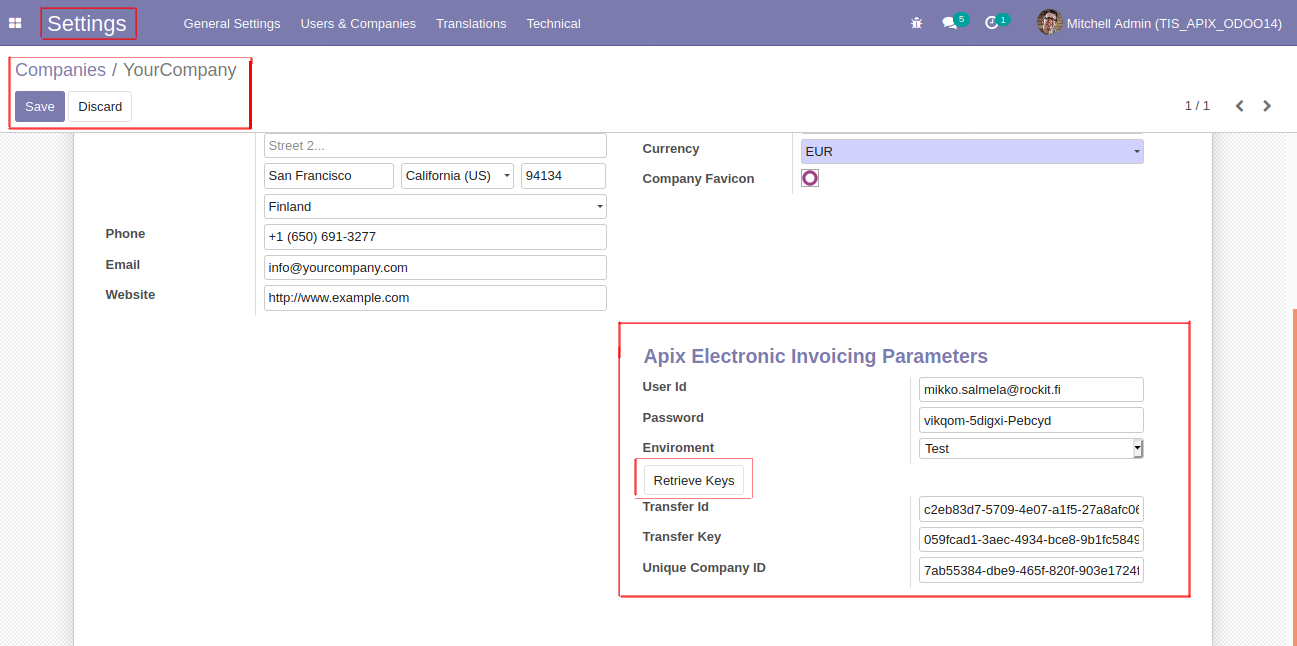 Settings General Settings Users & Companies Translations Technical 5 1 Mitchell Admin (TIS_APIX_ODOO14)
Companies / YourCompany
Save Discard 1 / 1
Street 2...
San Francisco California (US) 94134
Finland
Phone +1 (650) 691-3277
Email info@yourcompany.com
Website http://www.example.com
Currency EUR
Company Favicon
Apix Electronic Invoicing Parameters
User Id mikko.salmela@rockit.fi
Password vikqom-5digxi-Pebcyd
Enviroment Test
Retrieve Keys
Transfer Id c2eb83d7-5709-4e07-a1f5-27a8afc06
Transfer Key 059fcad1-3aec-4934-bce8-9b1fc5849
Unique Company ID 7ab55384-dbe9-465f-820f-903e1724f